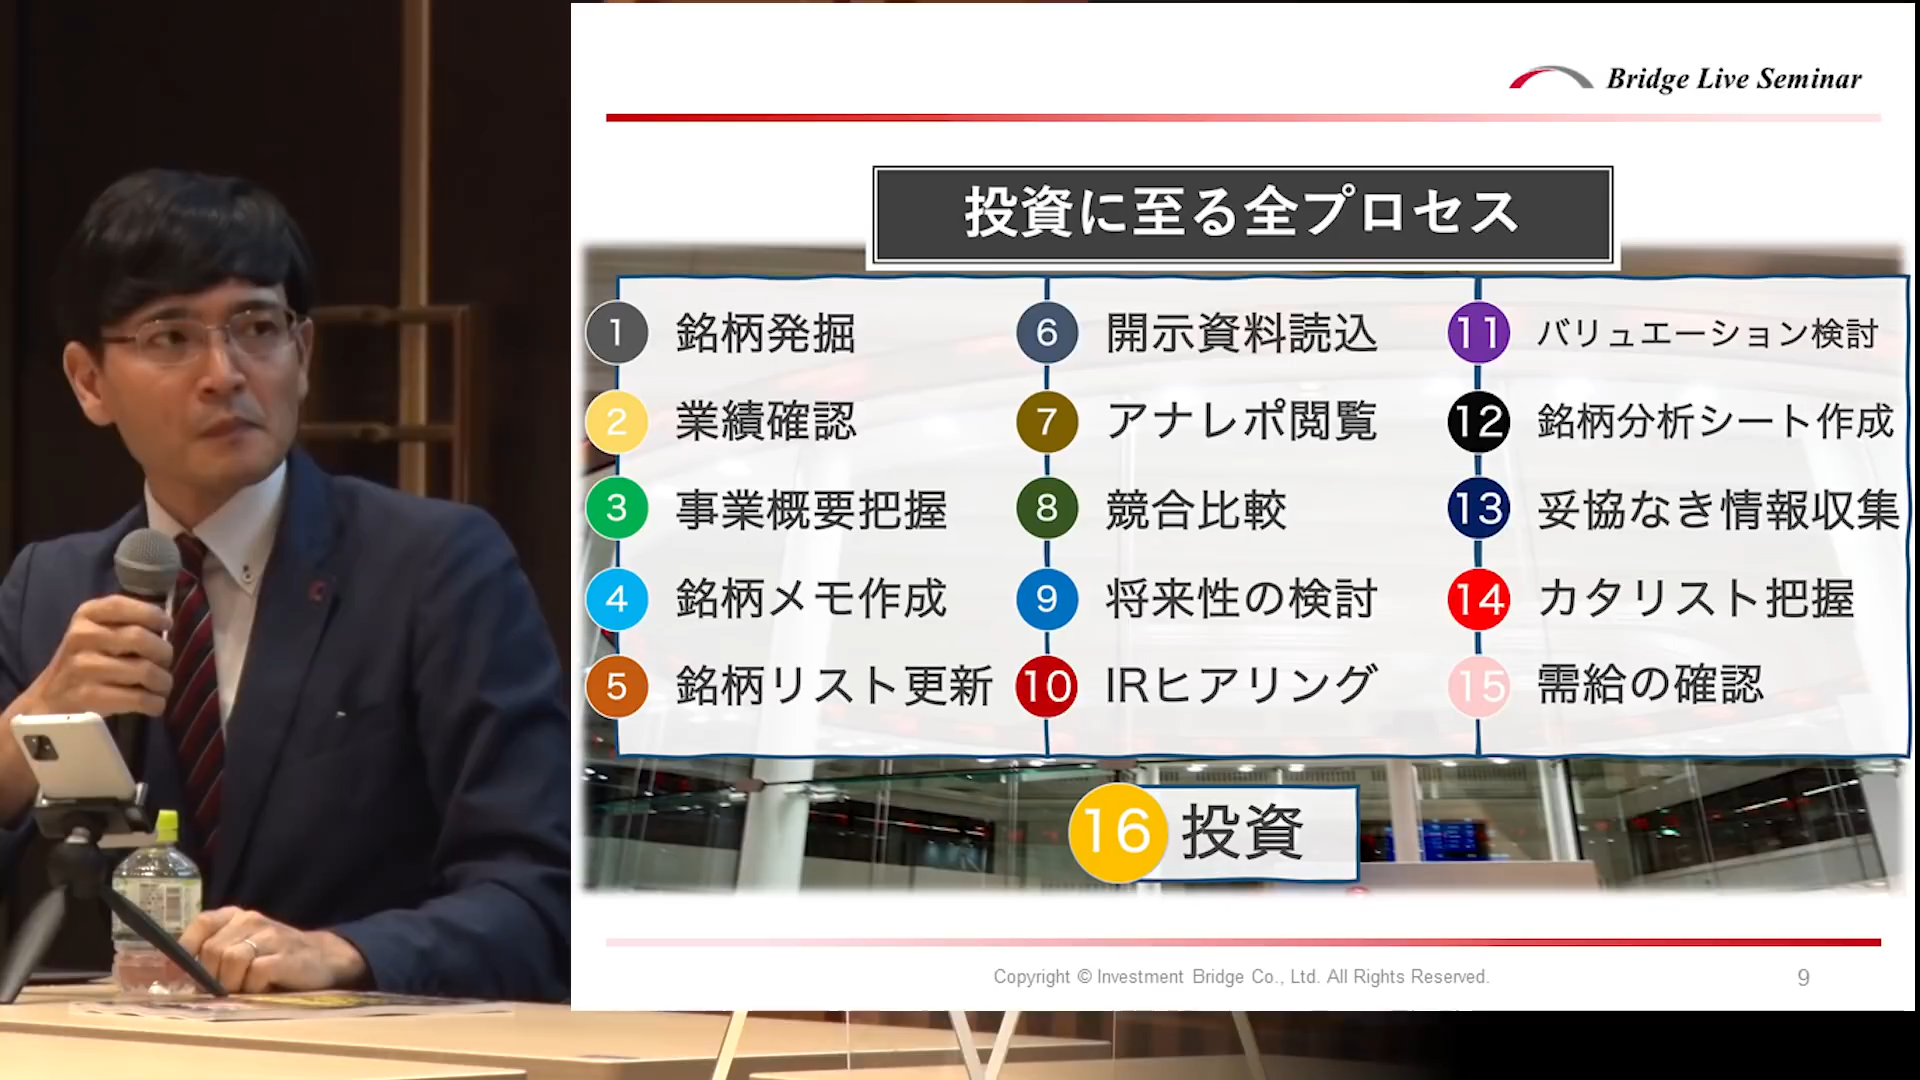 Bridge Live Seminar
投資に至る全プロセス
1 銘柄発掘
2 業績確認
3 事業概要把握
4 銘柄メモ作成
5 銘柄リスト更新
6 開示資料読込
7 アナレポ閲覧
8 競合比較
9 将来性の検討
10 IRヒアリング
11 バリュエーション検討
12 銘柄分析シート作成
13 妥協なき情報収集
14 カタリスト把握
15 需給の確認
16 投資
Copyright © Investment Bridge Co., Ltd. All Rights Reserved.
9